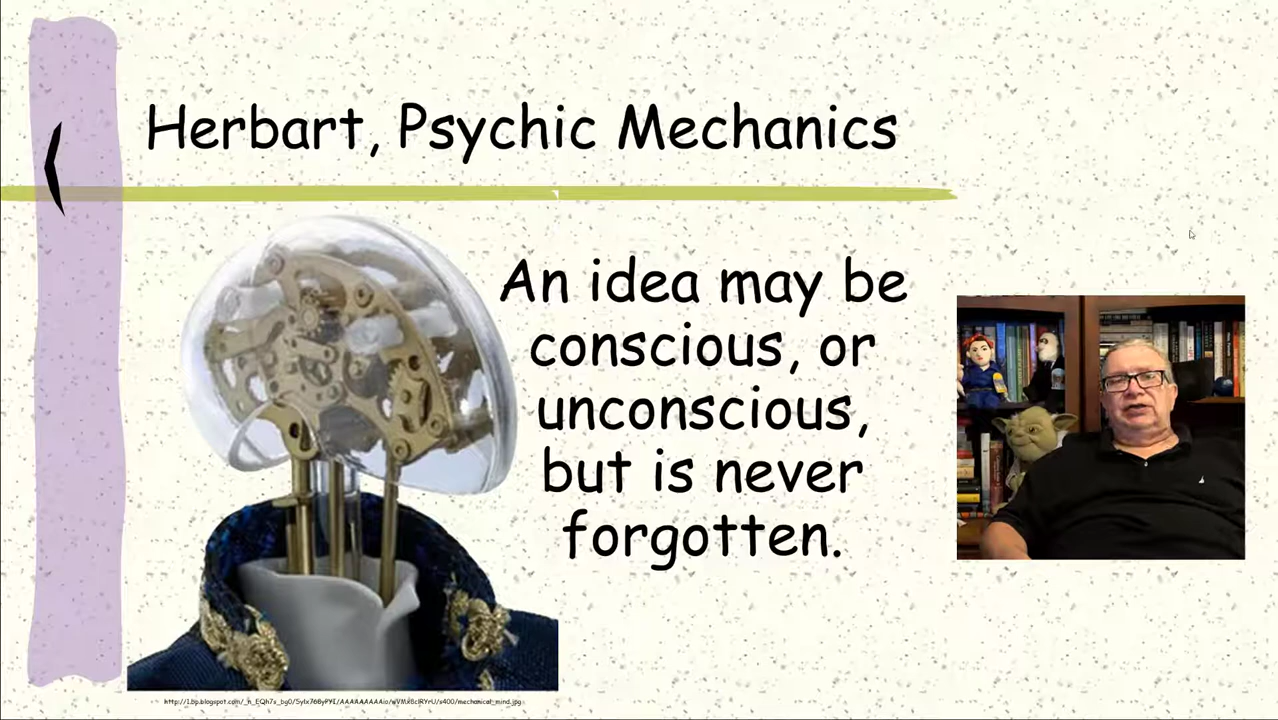 Herbart, Psychic Mechanics
An idea may be
conscious, or
unconscious,
but is never
forgotten.